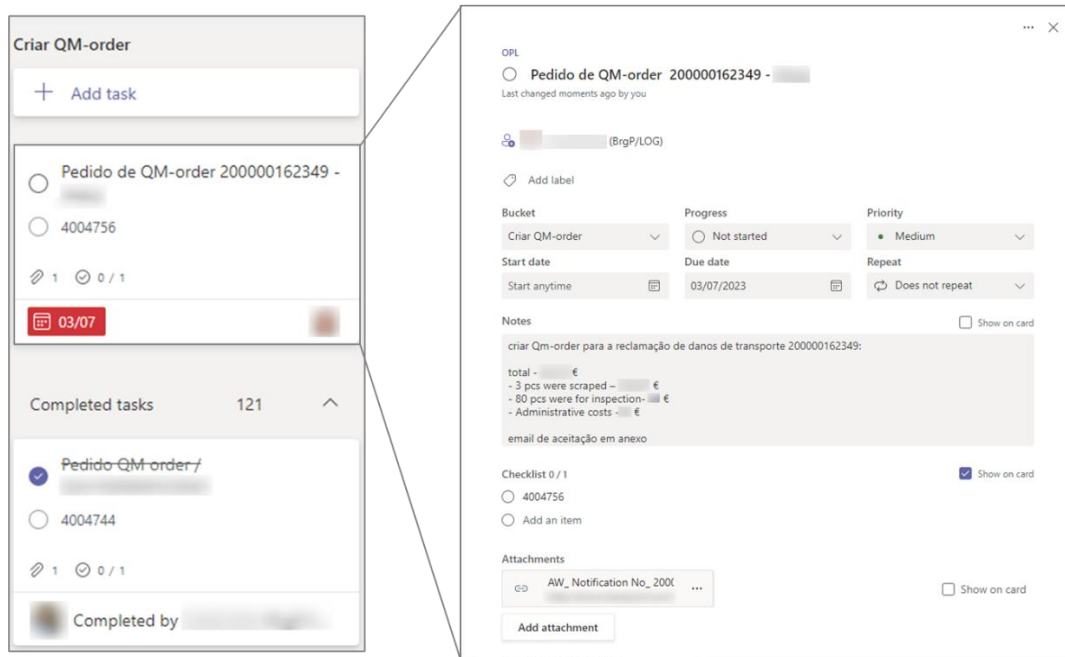 Criar QM-order
Add task
Pedido de QM-order 200000162349 -
4004756
1 0 / 1
03/07
Completed tasks 121
Pedido QM order /
4004744
1 0 / 1
Completed by
OPL
Pedido de QM-order 200000162349 -
Last changed moments ago by you
(BrgP/LOG)
Add label
Bucket Progress Priority
Criar QM-order Not started Medium
Start date Due date Repeat
Start anytime 03/07/2023 Does not repeat
Notes Show on card
criar Qm-order para a reclamação de danos de transporte 200000162349:
total - €
- 3 pcs were scraped – €
- 80 pcs were for inspection- €
- Administrative costs - €
email de aceitação em anexo
Checklist 0 / 1 Show on card
4004756
Add an item
Attachments
AW_ Notification No_ 200( ...
Show on card
Add attachment